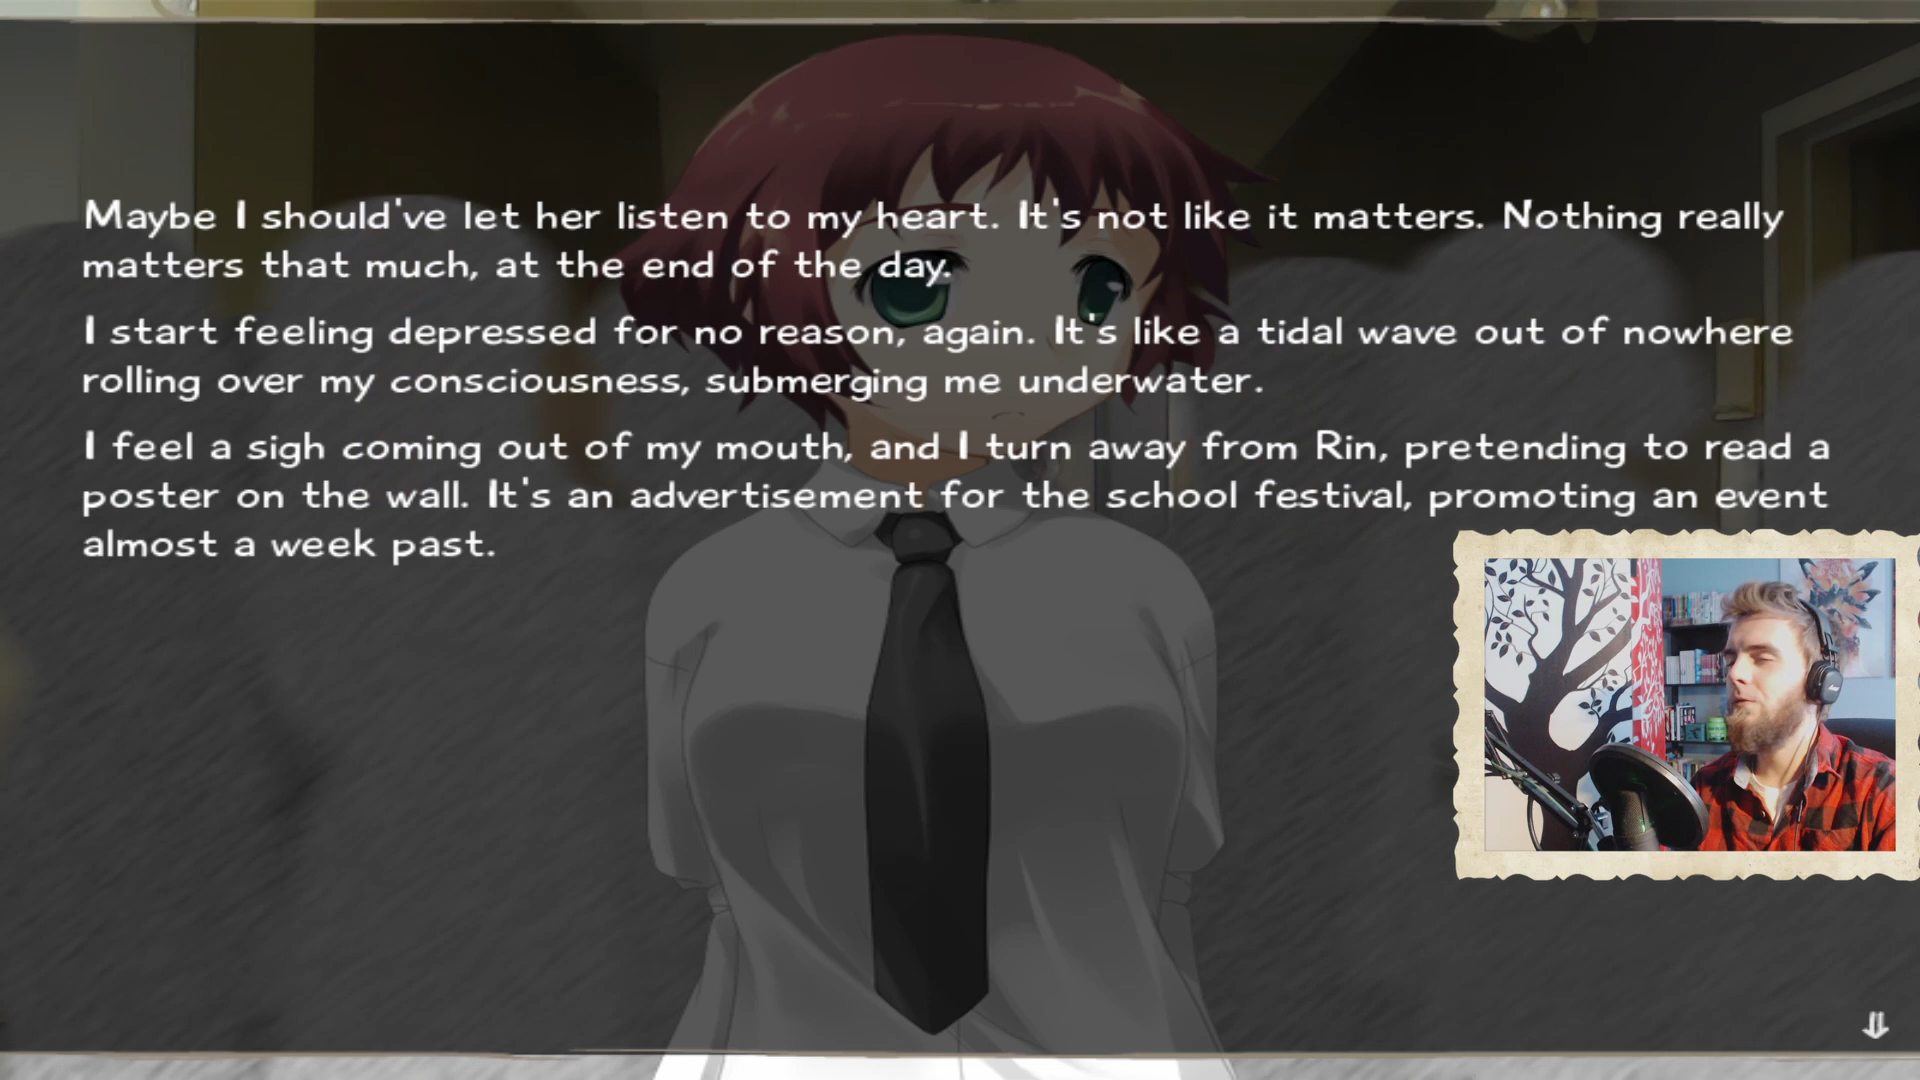 Maybe I should've let her listen to my heart. It's not like it matters. Nothing really
matters that much, at the end of the day.
I start feeling depressed for no reason, again. It's like a tidal wave out of nowhere
rolling over my consciousness, submerging me underwater.
I feel a sigh coming out of my mouth, and I turn away from Rin, pretending to read a
poster on the wall. It's an advertisement for the school festival, promoting an event
almost a week past.